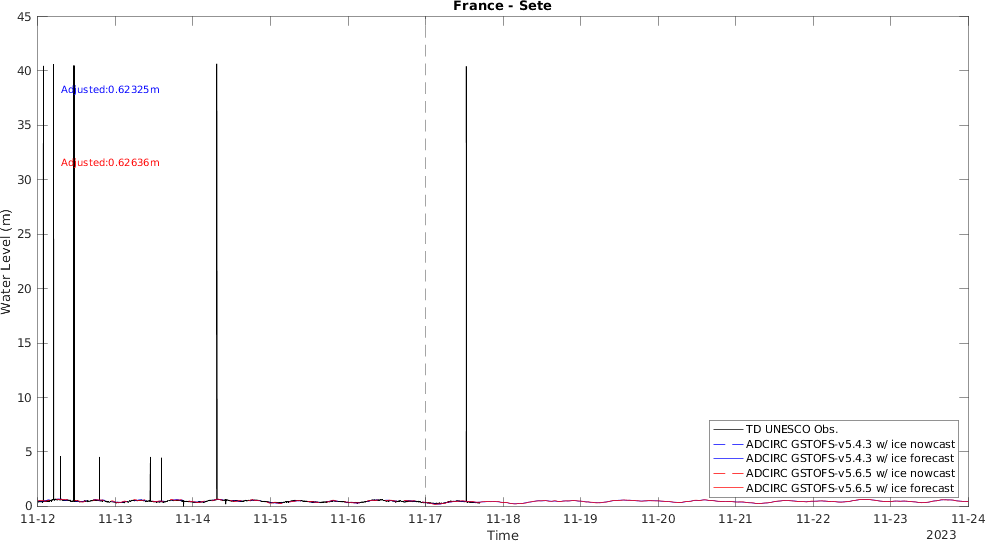 France - Sete
45
40
35
30
25
20
15
10
5
0
Water Level (m)
Adjusted:0.62325m
Adjusted:0.62636m
TD UNESCO Obs.
ADCIRC GSTOFS-v5.4.3 w/ ice nowcast
ADCIRC GSTOFS-v5.4.3 w/ ice forecast
ADCIRC GSTOFS-v5.6.5 w/ ice nowcast
ADCIRC GSTOFS-v5.6.5 w/ ice forecast
11-12 11-13 11-14 11-15 11-16 11-17 11-18 11-19 11-20 11-21 11-22 11-23 11-24
Time
2023